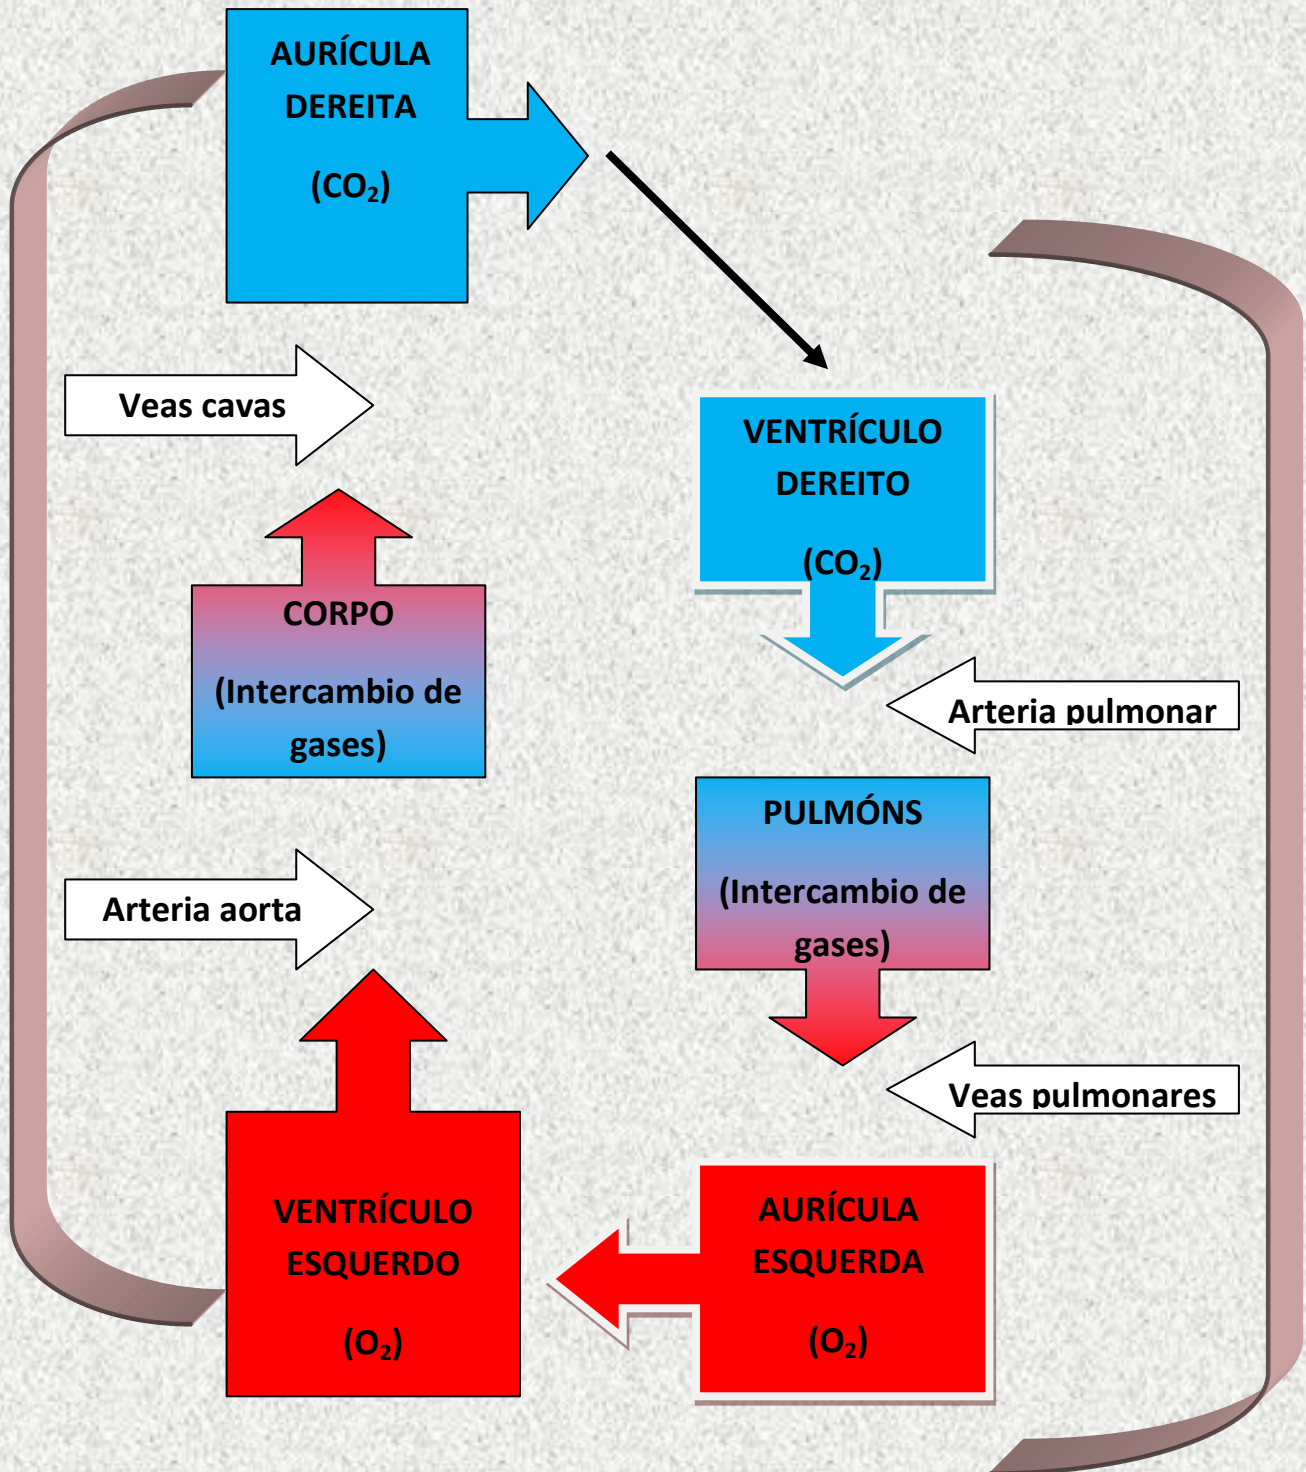 AURÍCULA
DEREITA
(CO₂)
Veas cavas
VENTRÍCULO
DEREITO
(CO₂)
CORPO
(Intercambio de
gases)
Arteria pulmonar
PULMÓNS
(Intercambio de
gases)
Arteria aorta
Veas pulmonares
VENTRÍCULO
ESQUERDO
(O₂)
AURÍCULA
ESQUERDA
(O₂)